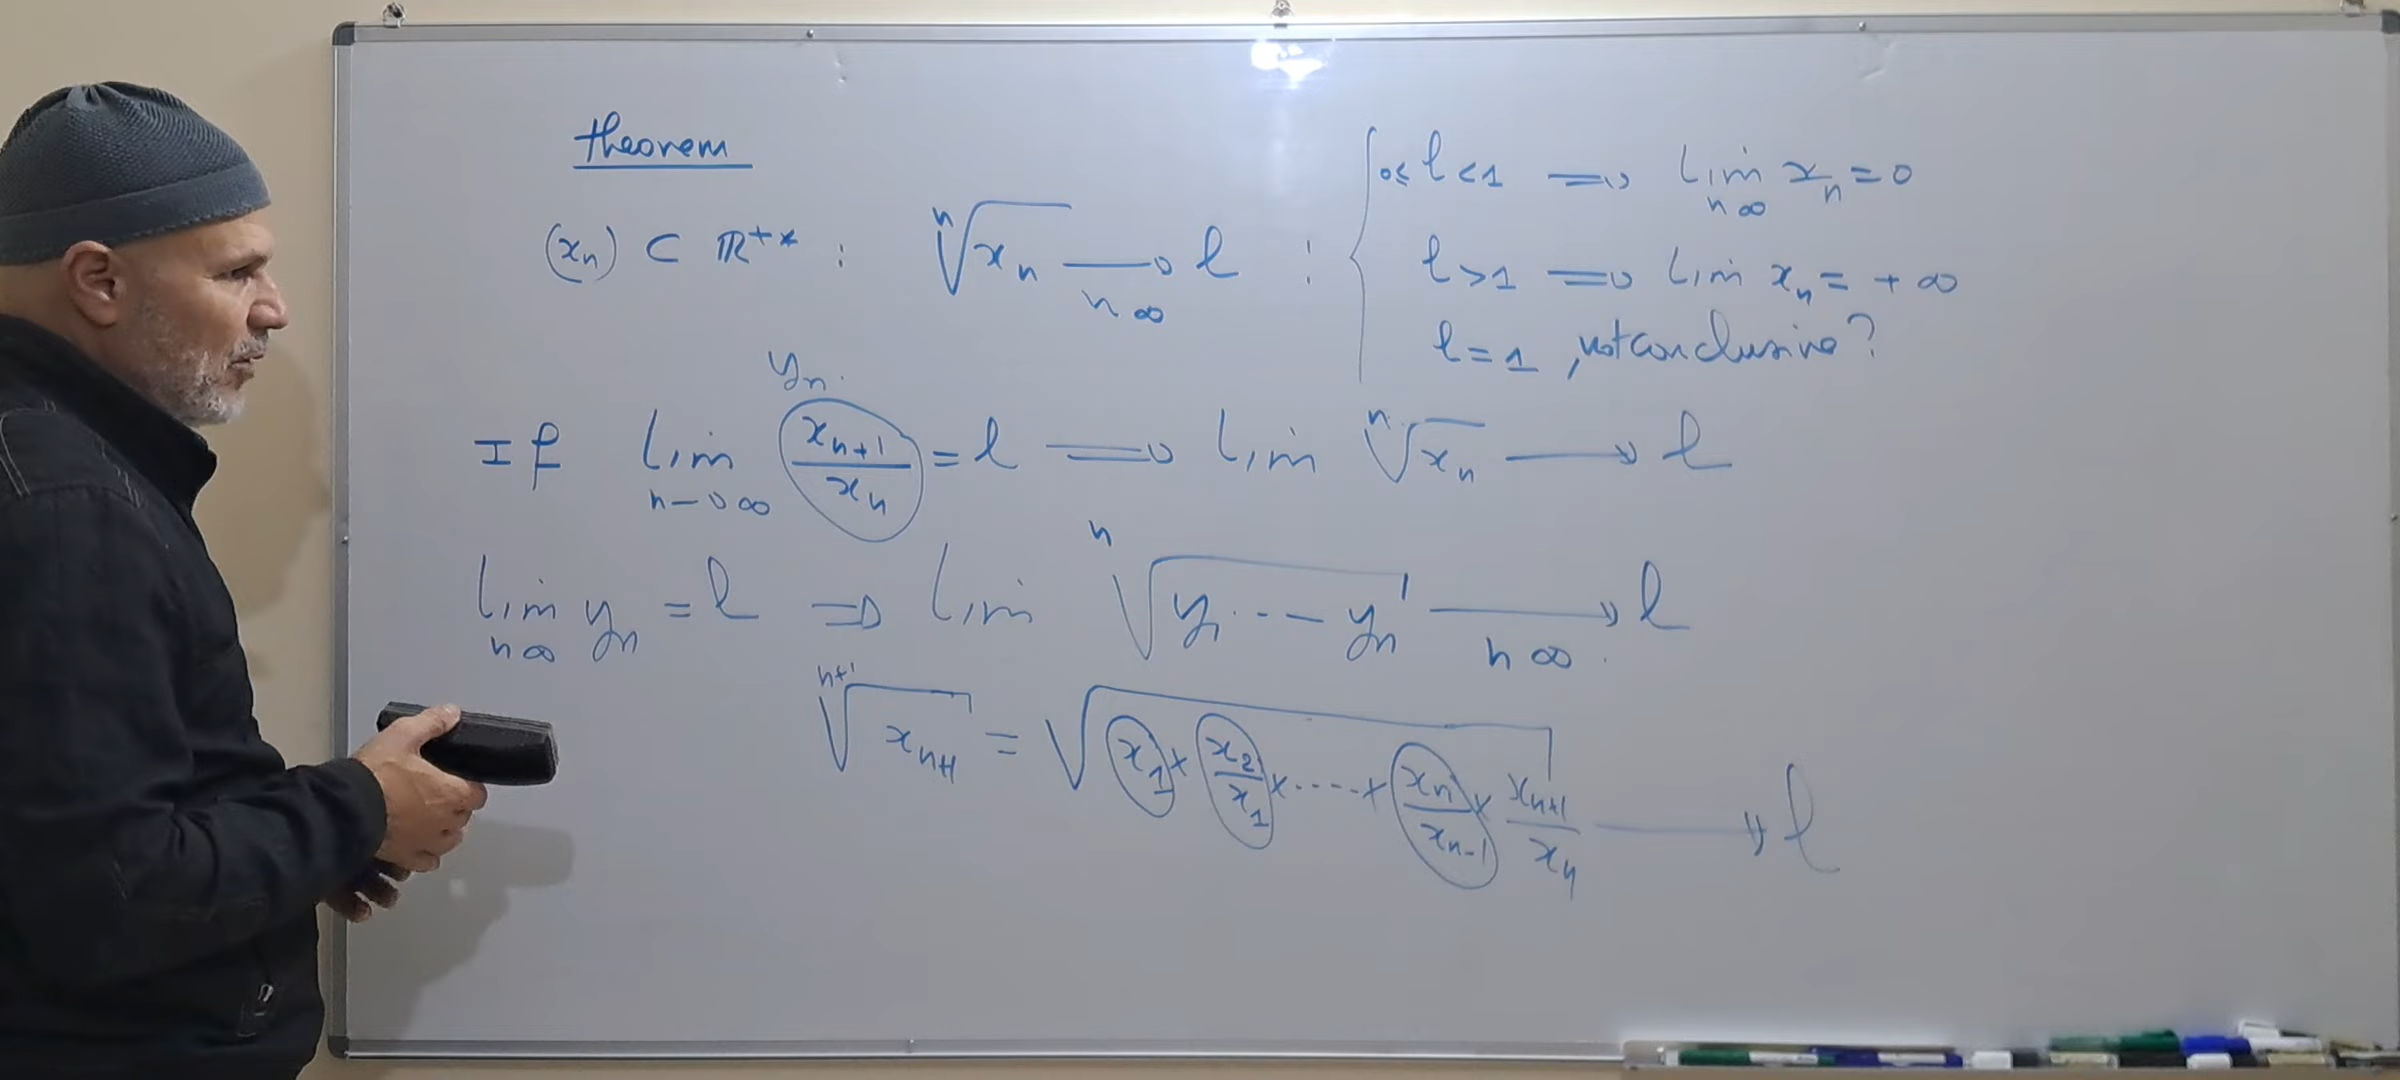 theorem
(xₙ) ⊂ ℝ⁺* : ⁿ√xₙ ⟶ l n∞ : { 0≤ l <1 ⟹ lim xₙ = 0 n∞
l >1 ⟹ lim xₙ = + ∞
l = 1 , not conclusive ?
yₙ
If lim n→∞ xₙ₊₁/xₙ = l ⟹ lim ⁿ√xₙ ⟶ l
lim n∞ yₙ = l ⟹ lim ⁿ√(y₁ ... yₙ) ⟶ l n∞
ⁿ⁺¹√xₙ₊₁ = √(x₁ × x₂/x₁ × ..... × xₙ/xₙ₋₁ × xₙ₊₁/xₙ) ⟶ l